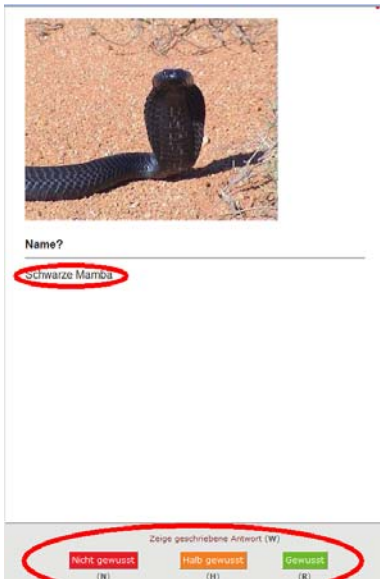 Name?
Schwarze Mamba
Zeige geschriebene Antwort (W)
Nicht gewusst Halb gewusst Gewusst
(N) (H) (R)